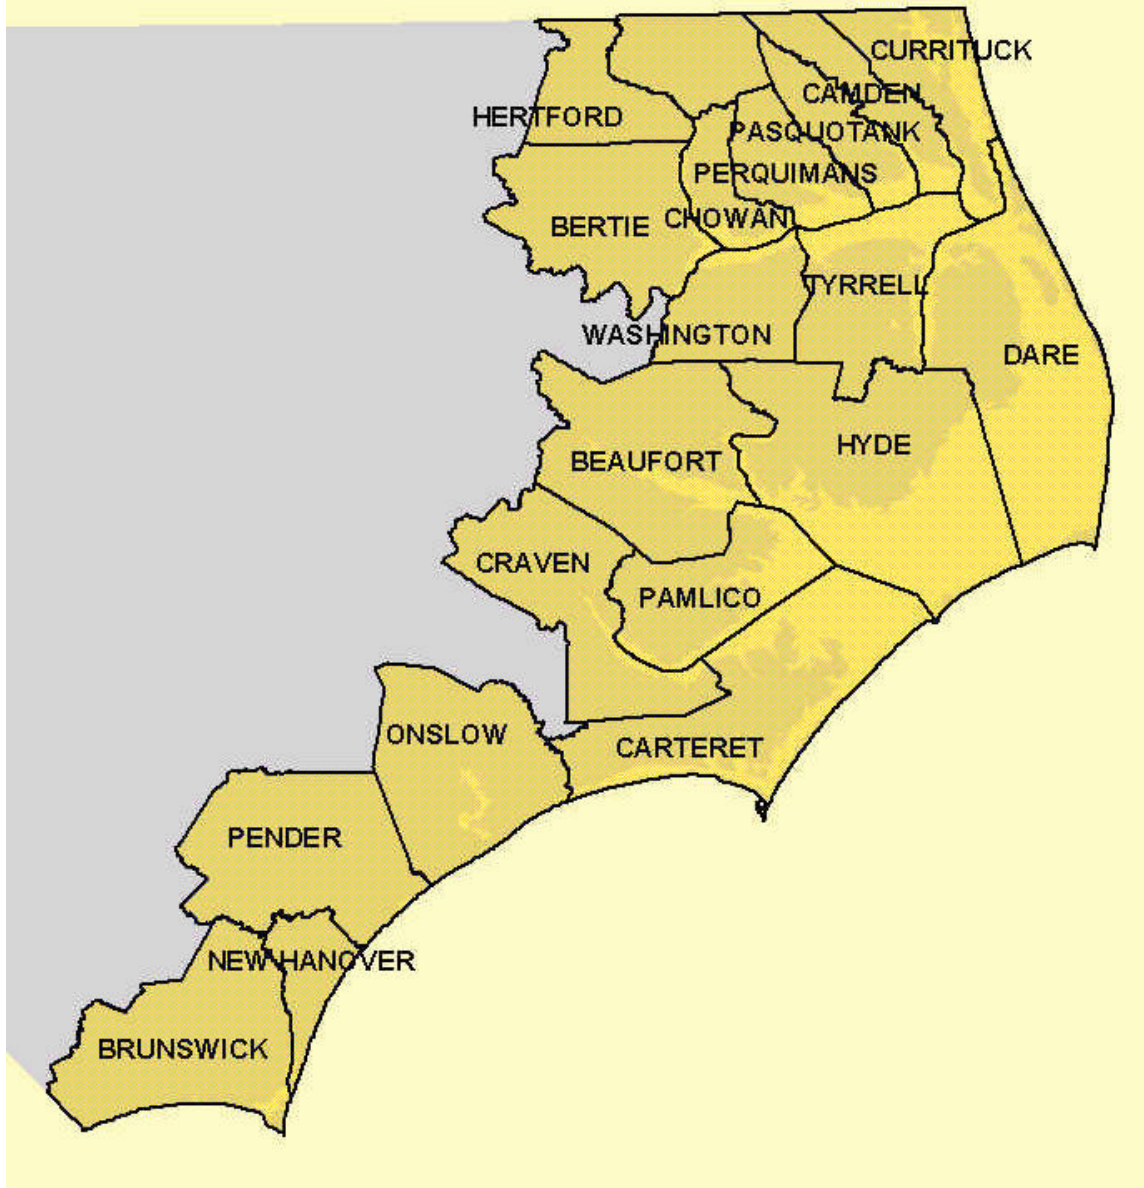 CURRITUCK
CAMDEN
HERTFORD
PASQUOTANK
PERQUIMANS
CHOWAN
BERTIE
TYRRELL
WASHINGTON
DARE
HYDE
BEAUFORT
CRAVEN
PAMLICO
ONSLOW
CARTERET
PENDER
NEW HANOVER
BRUNSWICK